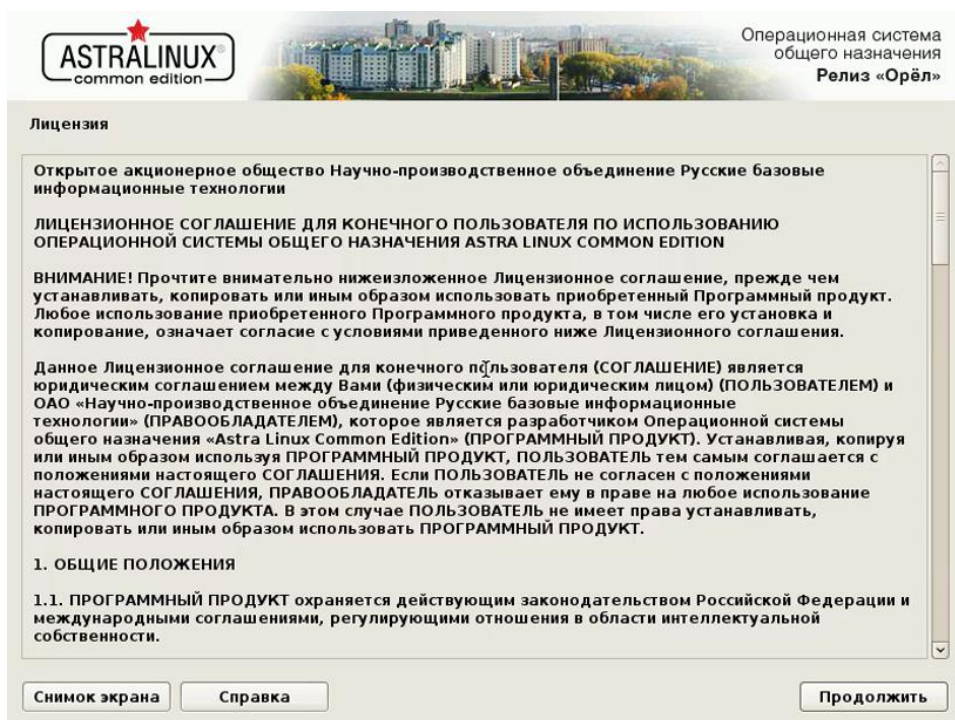 ASTRALINUX®
common edition
Операционная система
общего назначения
Релиз «Орёл»
Лицензия
Открытое акционерное общество Научно-производственное объединение Русские базовые
информационные технологии
ЛИЦЕНЗИОННОЕ СОГЛАШЕНИЕ ДЛЯ КОНЕЧНОГО ПОЛЬЗОВАТЕЛЯ ПО ИСПОЛЬЗОВАНИЮ
ОПЕРАЦИОННОЙ СИСТЕМЫ ОБЩЕГО НАЗНАЧЕНИЯ ASTRA LINUX COMMON EDITION
ВНИМАНИЕ! Прочтите внимательно нижеизложенное Лицензионное соглашение, прежде чем
устанавливать, копировать или иным образом использовать приобретенный Программный продукт.
Любое использование приобретенного Программного продукта, в том числе его установка и
копирование, означает согласие с условиями приведенного ниже Лицензионного соглашения.
Данное Лицензионное соглашение для конечного пользователя (СОГЛАШЕНИЕ) является
юридическим соглашением между Вами (физическим или юридическим лицом) (ПОЛЬЗОВАТЕЛЕМ) и
ОАО «Научно-производственное объединение Русские базовые информационные
технологии» (ПРАВООБЛАДАТЕЛЕМ), которое является разработчиком Операционной системы
общего назначения «Astra Linux Common Edition» (ПРОГРАММНЫЙ ПРОДУКТ). Устанавливая, копируя
или иным образом используя ПРОГРАММНЫЙ ПРОДУКТ, ПОЛЬЗОВАТЕЛЬ тем самым соглашается с
положениями настоящего СОГЛАШЕНИЯ. Если ПОЛЬЗОВАТЕЛЬ не согласен с положениями
настоящего СОГЛАШЕНИЯ, ПРАВООБЛАДАТЕЛЬ отказывает ему в праве на любое использование
ПРОГРАММНОГО ПРОДУКТА. В этом случае ПОЛЬЗОВАТЕЛЬ не имеет права устанавливать,
копировать или иным образом использовать ПРОГРАММНЫЙ ПРОДУКТ.
1. ОБЩИЕ ПОЛОЖЕНИЯ
1.1. ПРОГРАММНЫЙ ПРОДУКТ охраняется действующим законодательством Российской Федерации и
международными соглашениями, регулирующими отношения в области интеллектуальной
собственности.
Снимок экрана
Справка
Продолжить